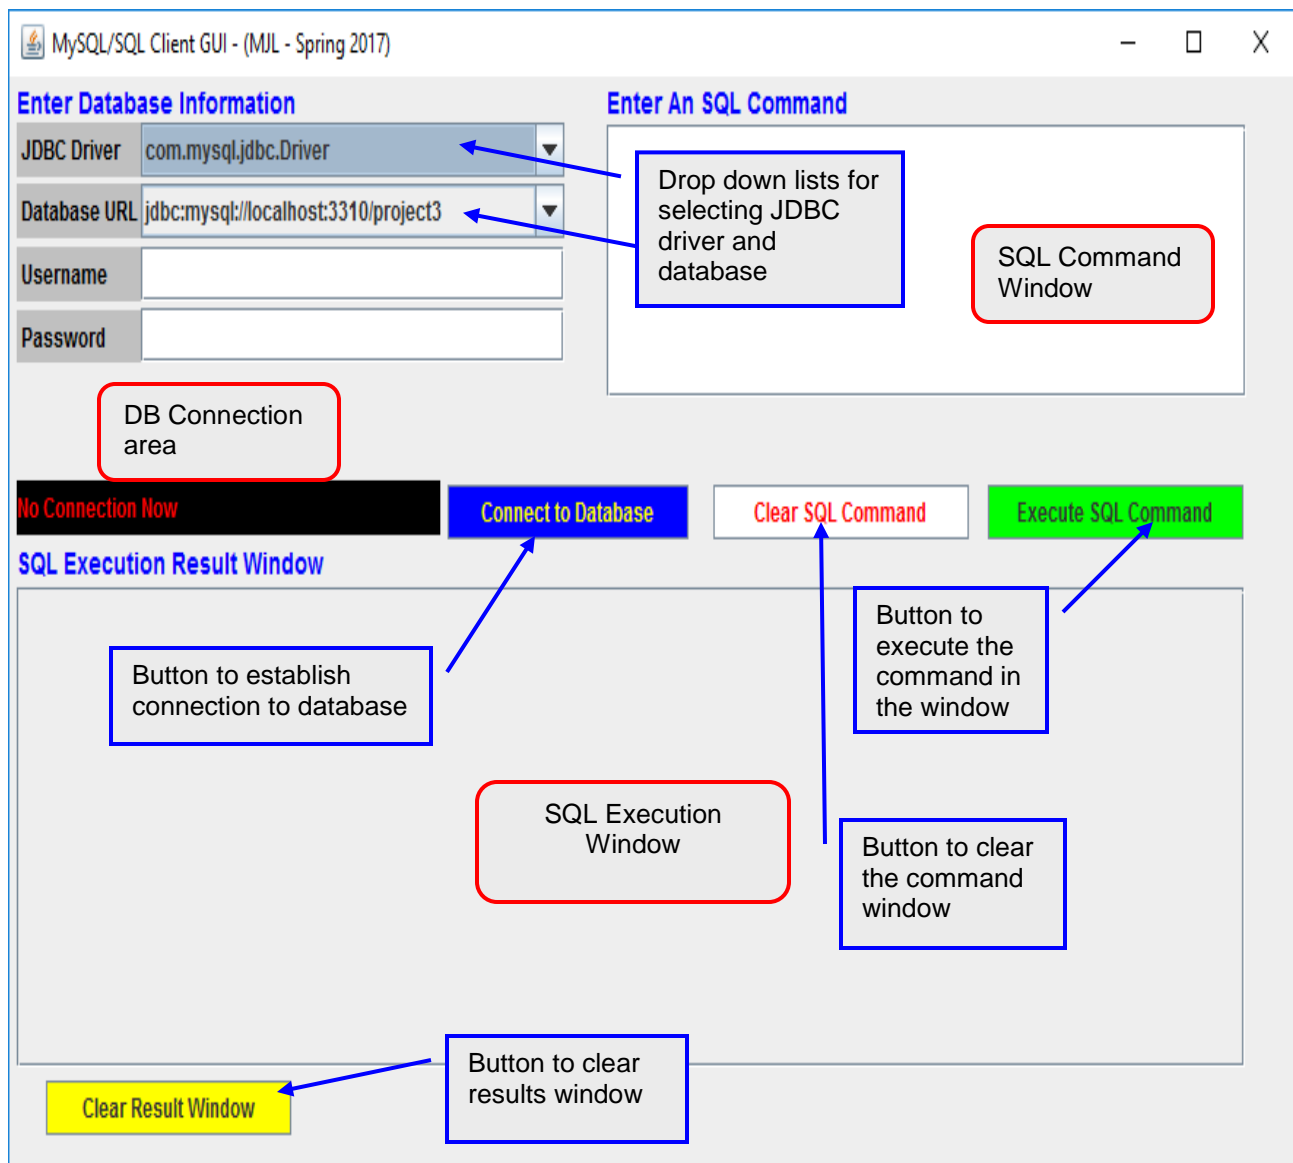 MySQL/SQL Client GUI - (MJL - Spring 2017)
Enter Database Information
JDBC Driver
com.mysql.jdbc.Driver
Database URL
jdbc:mysql://localhost:3310/project3
Username
Password
Enter An SQL Command
Drop down lists for
selecting JDBC
driver and
database
SQL Command
Window
DB Connection
area
No Connection Now
Connect to Database
Clear SQL Command
Execute SQL Command
SQL Execution Result Window
Button to establish
connection to database
Button to
execute the
command in
the window
SQL Execution
Window
Button to clear
the command
window
Button to clear
results window
Clear Result Window